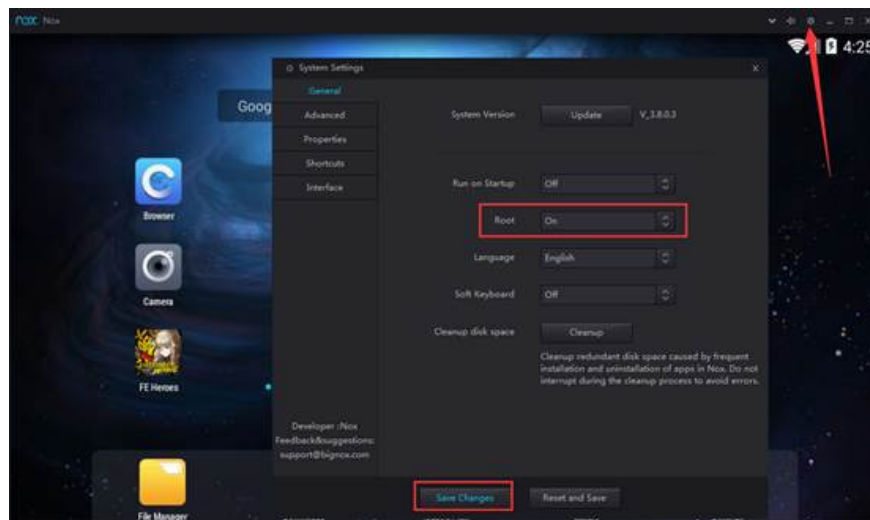 nox Nox
4:25
System Settings
General
Goog
Advanced
System Version
Update
V_3.8.0.3
Properties
Shortcuts
Interface
Run on Startup
Off
Browser
Root
On
Language
English
Soft Keyboard
Off
Camera
Cleanup disk space
Cleanup
Cleanup redundant disk space caused by frequent
installation and uninstallation of apps in Nox. Do not
interrupt during the cleanup process to avoid errors.
FE Heroes
Developer :Nox
Feedback&suggestions:
support@bignox.com
Save Changes
Reset and Save
File Manager